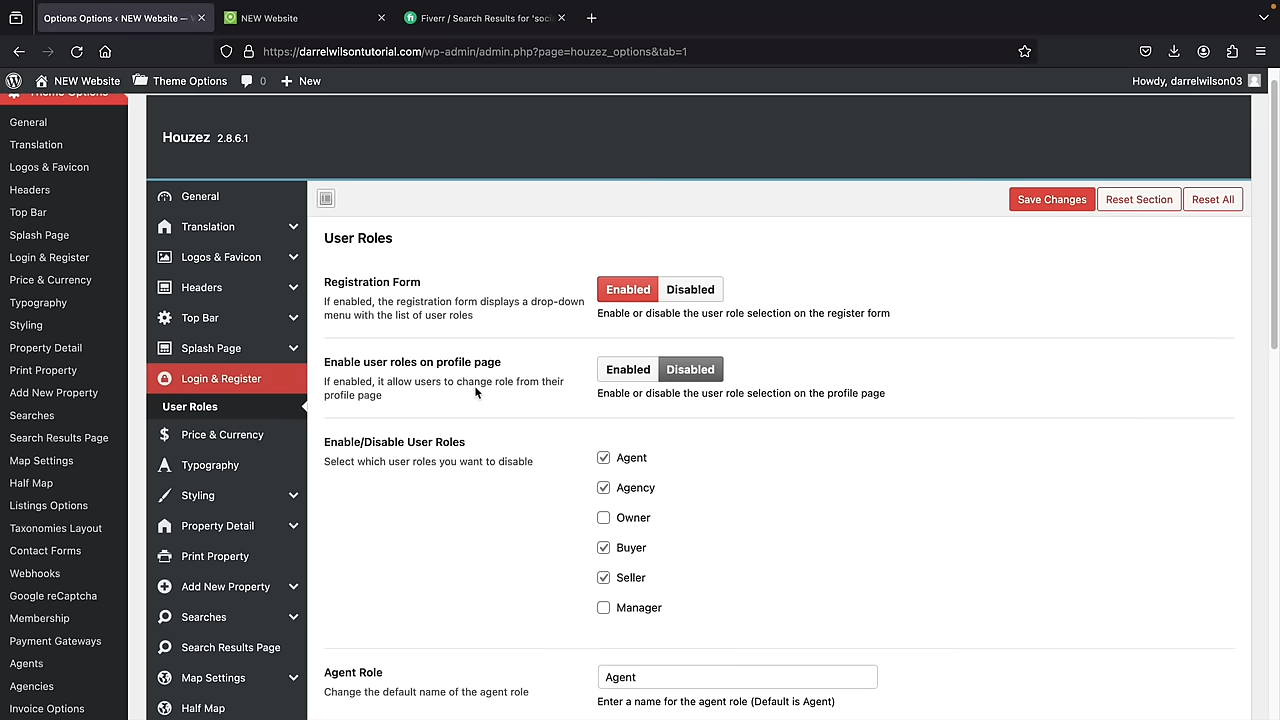 Options Options ‹ NEW Website —
NEW Website
Fiverr / Search Results for 'soci
https://darrelwilsontutorial.com/wp-admin/admin.php?page=houzez_options&tab=1
NEW Website
Theme Options
0
New
Howdy, darrelwilson03
Theme Options
General
Translation
Logos & Favicon
Headers
Top Bar
Splash Page
Login & Register
Price & Currency
Typography
Styling
Property Detail
Print Property
Add New Property
Searches
Search Results Page
Map Settings
Half Map
Listings Options
Taxonomies Layout
Contact Forms
Webhooks
Google reCaptcha
Membership
Payment Gateways
Agents
Agencies
Invoice Options
Houzez 2.8.6.1
General
Translation
Logos & Favicon
Headers
Top Bar
Splash Page
Login & Register
User Roles
Price & Currency
Typography
Styling
Property Detail
Print Property
Add New Property
Searches
Search Results Page
Map Settings
Half Map
Save Changes
Reset Section
Reset All
User Roles
Registration Form
If enabled, the registration form displays a drop-down
menu with the list of user roles
Enabled
Disabled
Enable or disable the user role selection on the register form
Enable user roles on profile page
If enabled, it allow users to change role from their
profile page
Enabled
Disabled
Enable or disable the user role selection on the profile page
Enable/Disable User Roles
Select which user roles you want to disable
Agent
Agency
Owner
Buyer
Seller
Manager
Agent Role
Change the default name of the agent role
Agent
Enter a name for the agent role (Default is Agent)